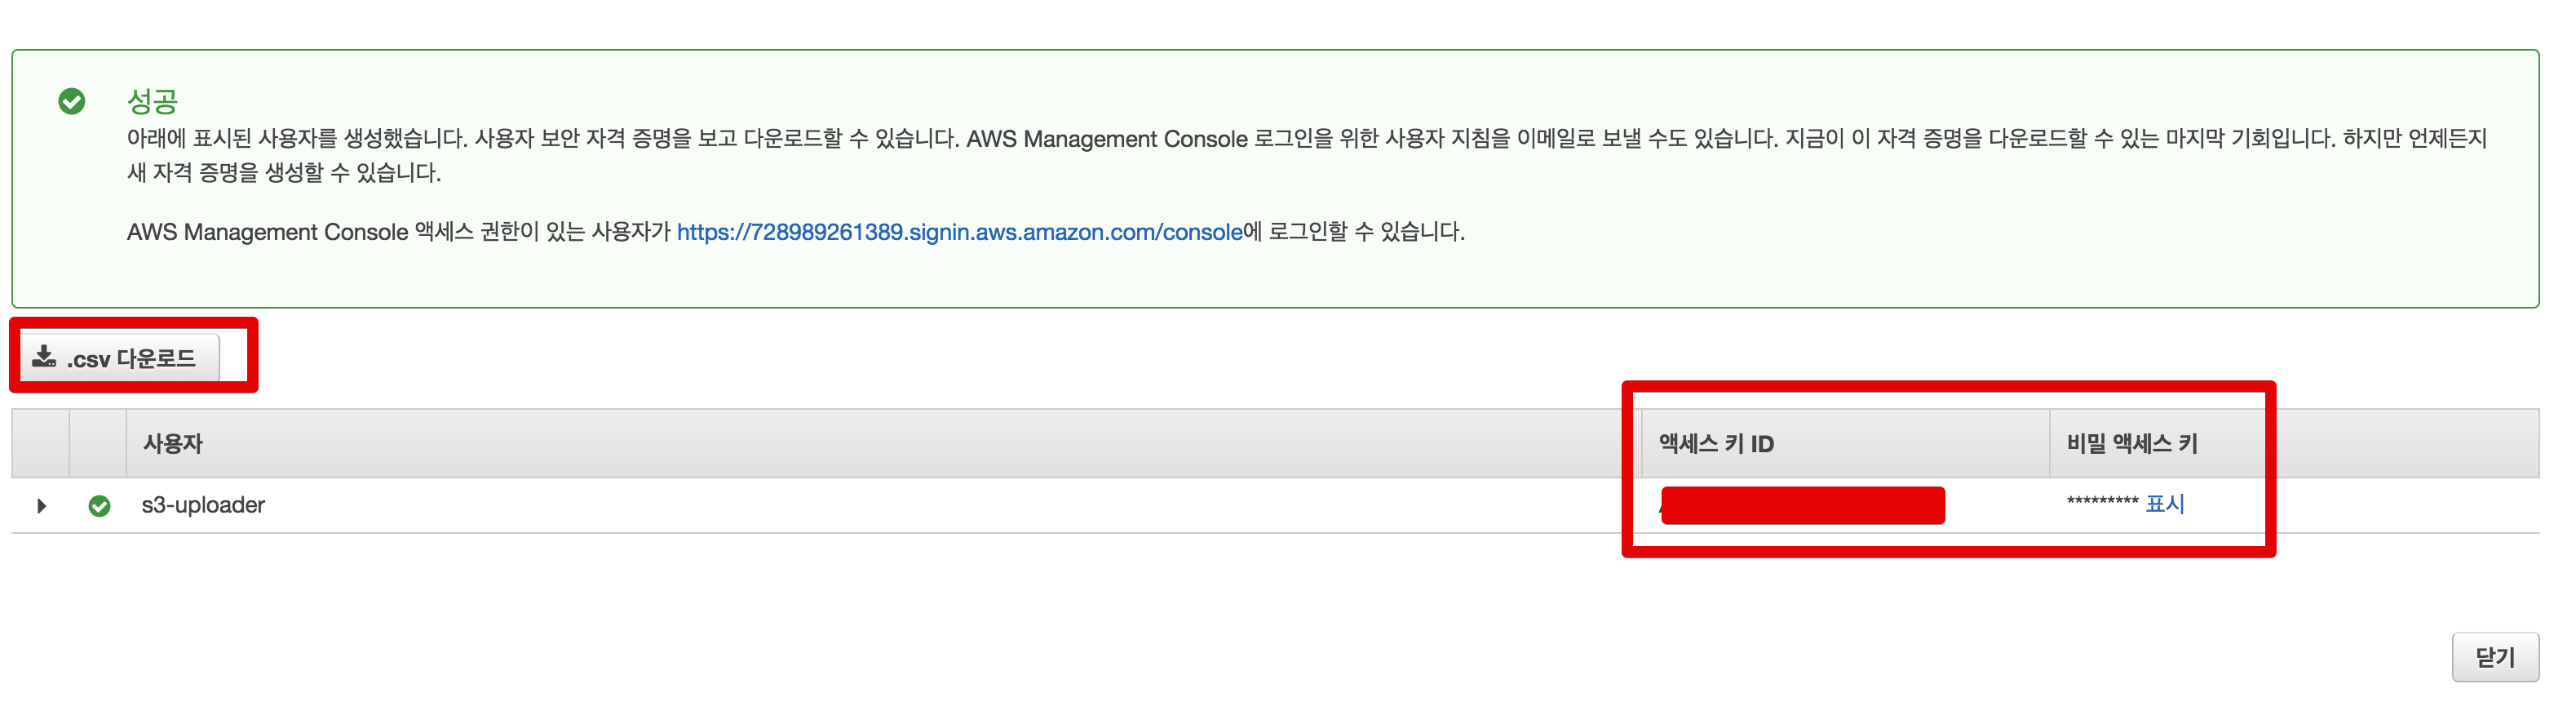 성공
아래에 표시된 사용자를 생성했습니다. 사용자 보안 자격 증명을 보고 다운로드할 수 있습니다. AWS Management Console 로그인을 위한 사용자 지침을 이메일로 보낼 수도 있습니다. 지금이 이 자격 증명을 다운로드할 수 있는 마지막 기회입니다. 하지만 언제든지
새 자격 증명을 생성할 수 있습니다.
AWS Management Console 액세스 권한이 있는 사용자가 https://728989261389.signin.aws.amazon.com/console에 로그인할 수 있습니다.
.csv 다운로드
사용자 액세스 키 ID 비밀 액세스 키
s3-uploader ********* 표시
닫기